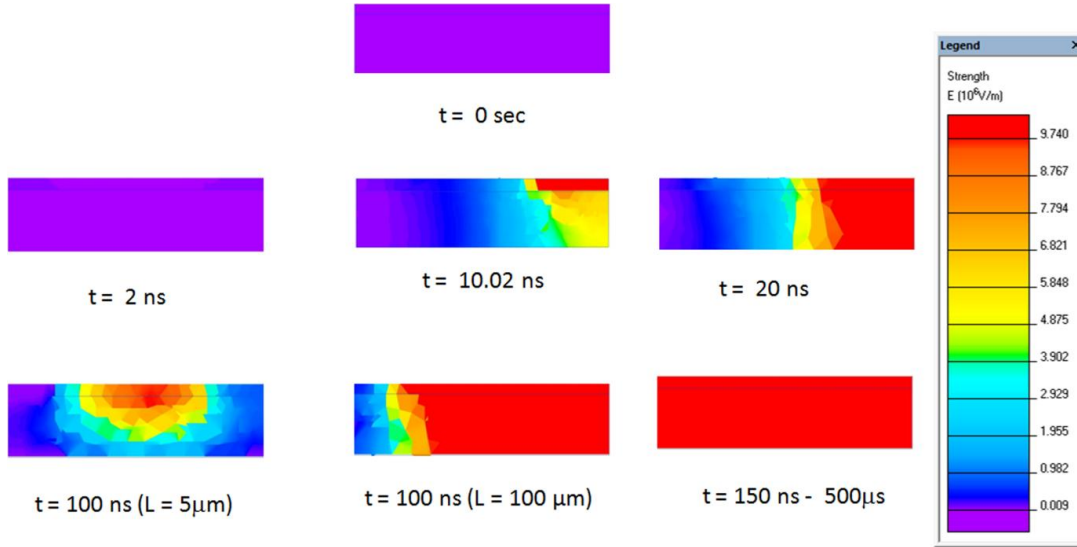 t = 0 sec
t = 2 ns
t = 10.02 ns
t = 20 ns
t = 100 ns (L = 5μm)
t = 100 ns (L = 100 μm)
t = 150 ns - 500μs
Legend ×
Strength
E (10⁶V/m)
9.740
8.767
7.794
6.821
5.848
4.875
3.902
2.929
1.955
0.982
0.009